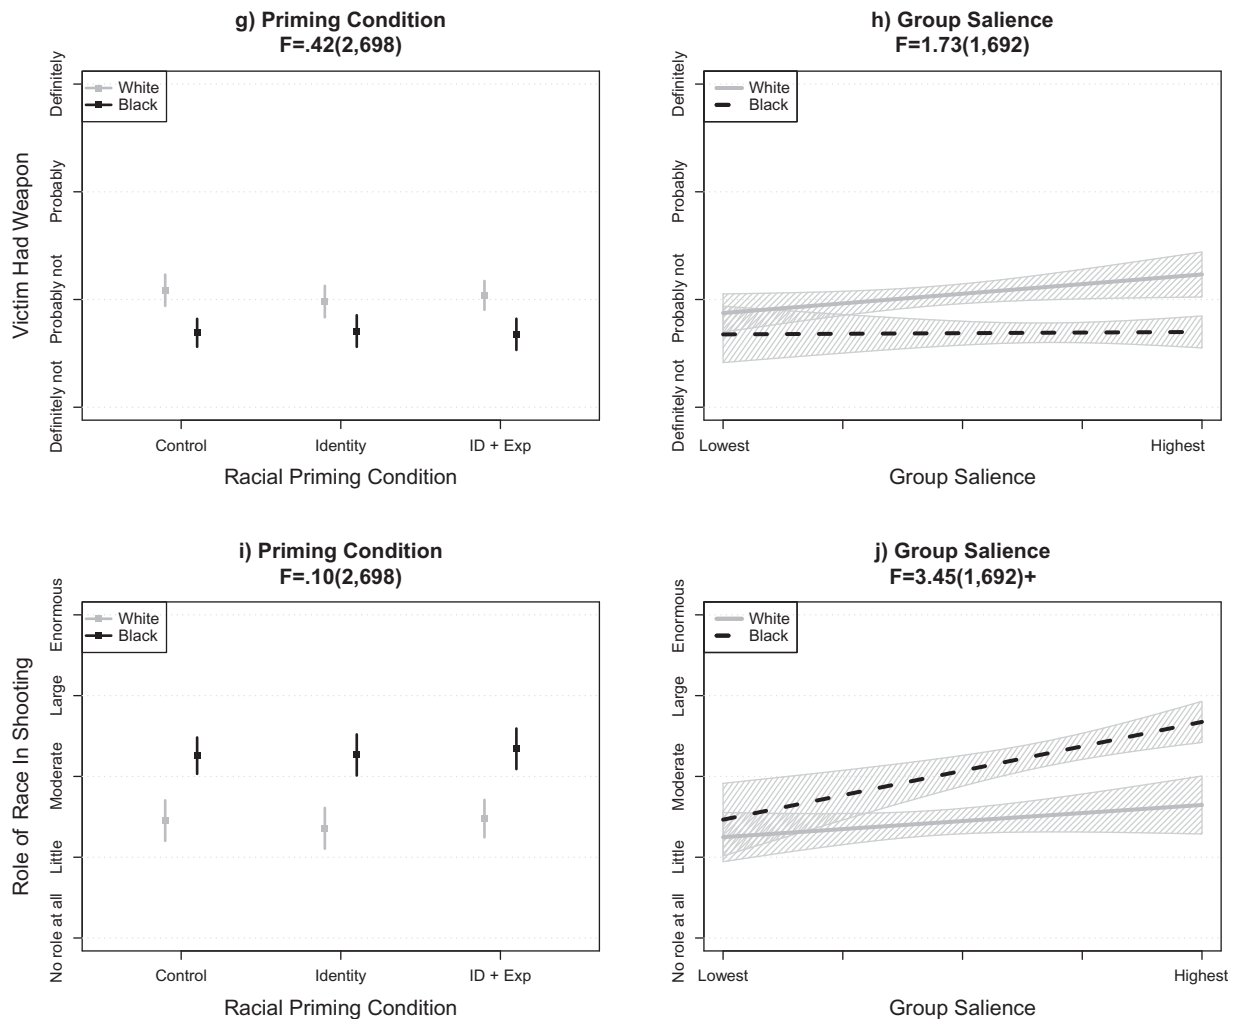 g) Priming Condition
F=.42(2,698)
White
Black
Victim Had Weapon
Definitely
Probably
Probably not
Definitely not
Control
Identity
ID + Exp
Racial Priming Condition
h) Group Salience
F=1.73(1,692)
White
Black
Definitely
Probably
Probably not
Definitely not
Lowest
Highest
Group Salience
i) Priming Condition
F=.10(2,698)
White
Black
Role of Race In Shooting
Enormous
Large
Moderate
Little
No role at all
Control
Identity
ID + Exp
Racial Priming Condition
j) Group Salience
F=3.45(1,692)+
White
Black
Enormous
Large
Moderate
Little
No role at all
Lowest
Highest
Group Salience